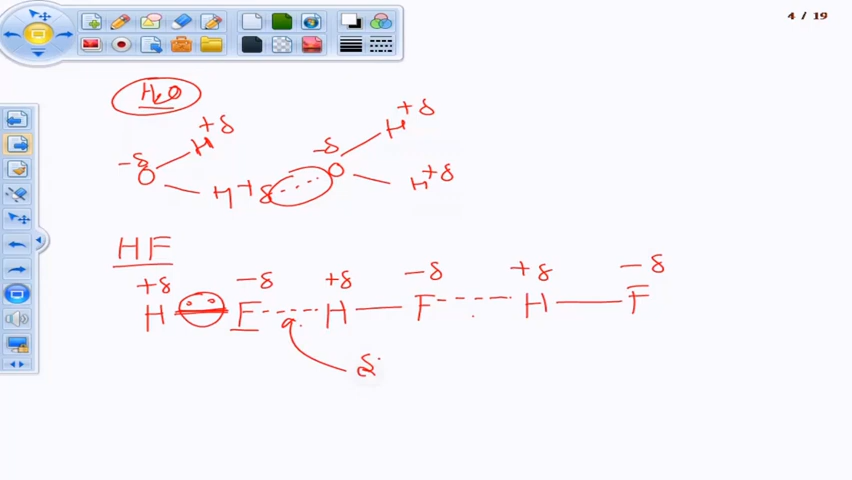 4 / 19
H2O
+δ +δ
-δ H -δ H
O H +δ O H +δ
HF
+δ -δ +δ -δ +δ -δ
H F H F H F